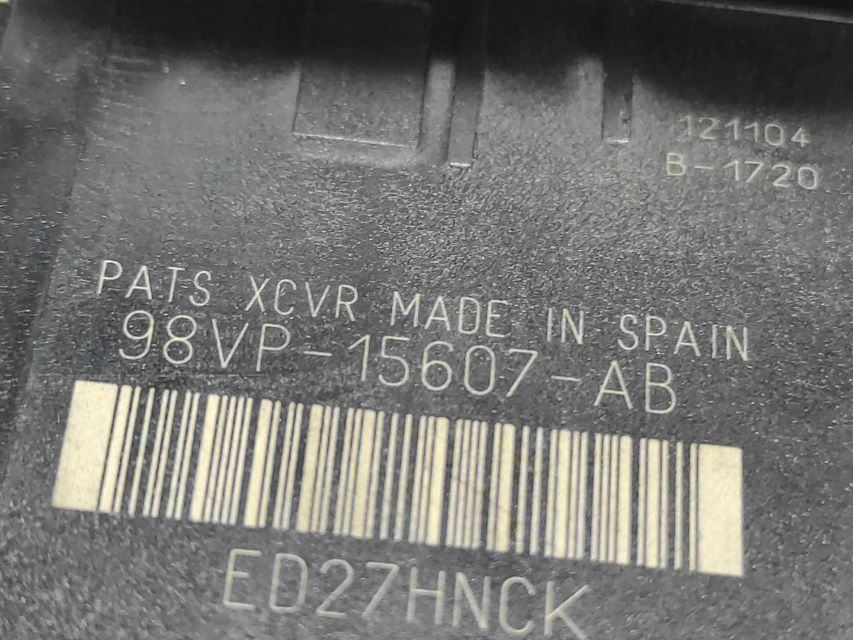 121104
B-1720
PATS XCVR MADE IN SPAIN
98VP-15607-AB
ED27HNCK